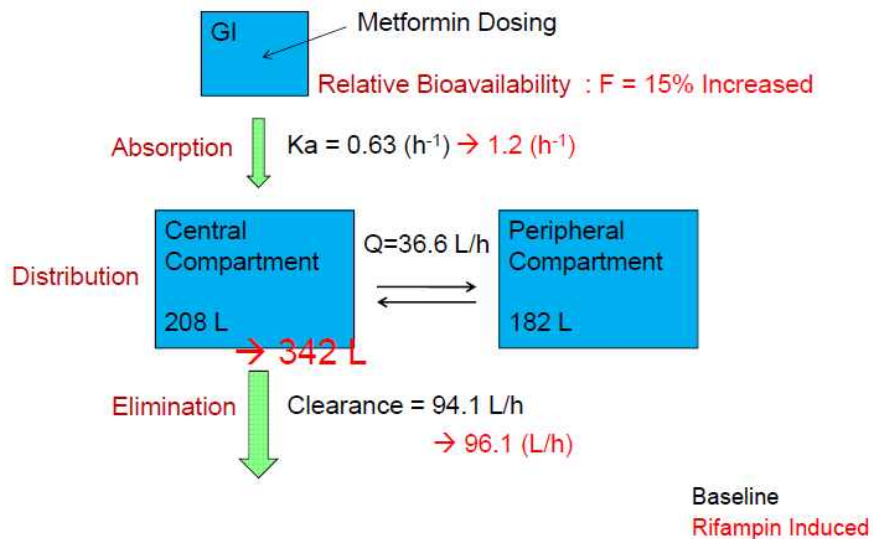 GI
Metformin Dosing
Relative Bioavailability : F = 15% Increased
Absorption
Ka = 0.63 (h⁻¹) → 1.2 (h⁻¹)
Central
Compartment
208 L
→ 342 L
Q=36.6 L/h
Peripheral
Compartment
182 L
Distribution
Elimination
Clearance = 94.1 L/h
→ 96.1 (L/h)
Baseline
Rifampin Induced